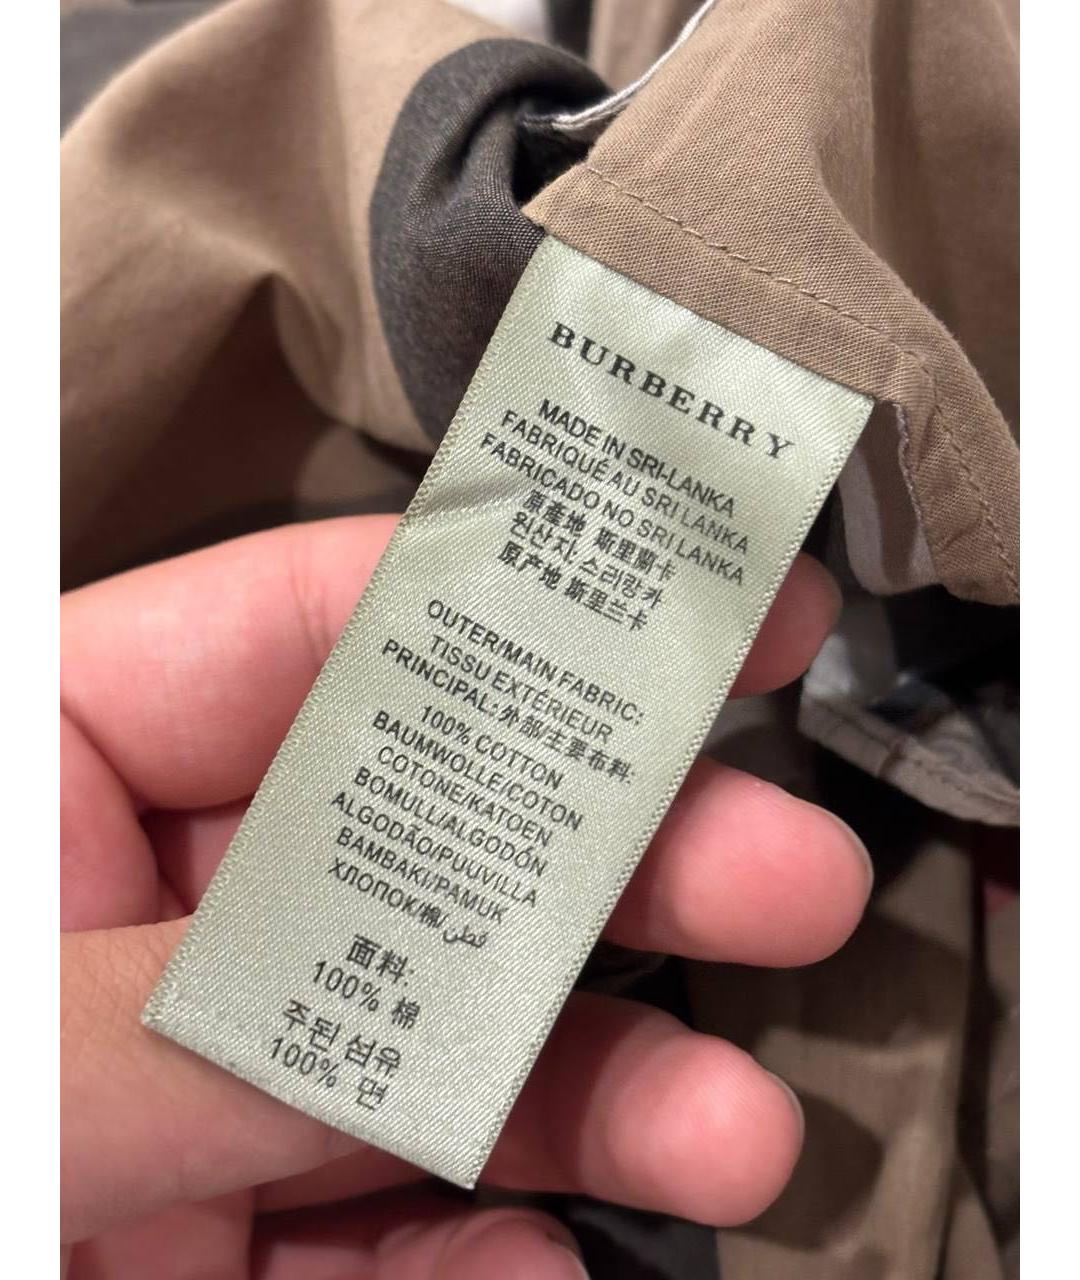 BURBERRY
MADE IN SRI-LANKA
FABRIQUÉ AU SRI LANKA
FABRICADO NO SRI LANKA
原產地 斯里蘭卡
원산지: 스리랑카
原产地 斯里兰卡
OUTER/MAIN FABRIC:
TISSU EXTÉRIEUR
PRINCIPAL: 外部/主要布料:
100% COTTON
BAUMWOLLE/COTON
COTONE/KATOEN
BOMULL/ALGODÓN
ALGODÃO/PUUVILLA
BAMBAKI/PAMUK
ХЛОПОК/棉/قطن
面料:
100% 棉
주된 섬유
100% 면